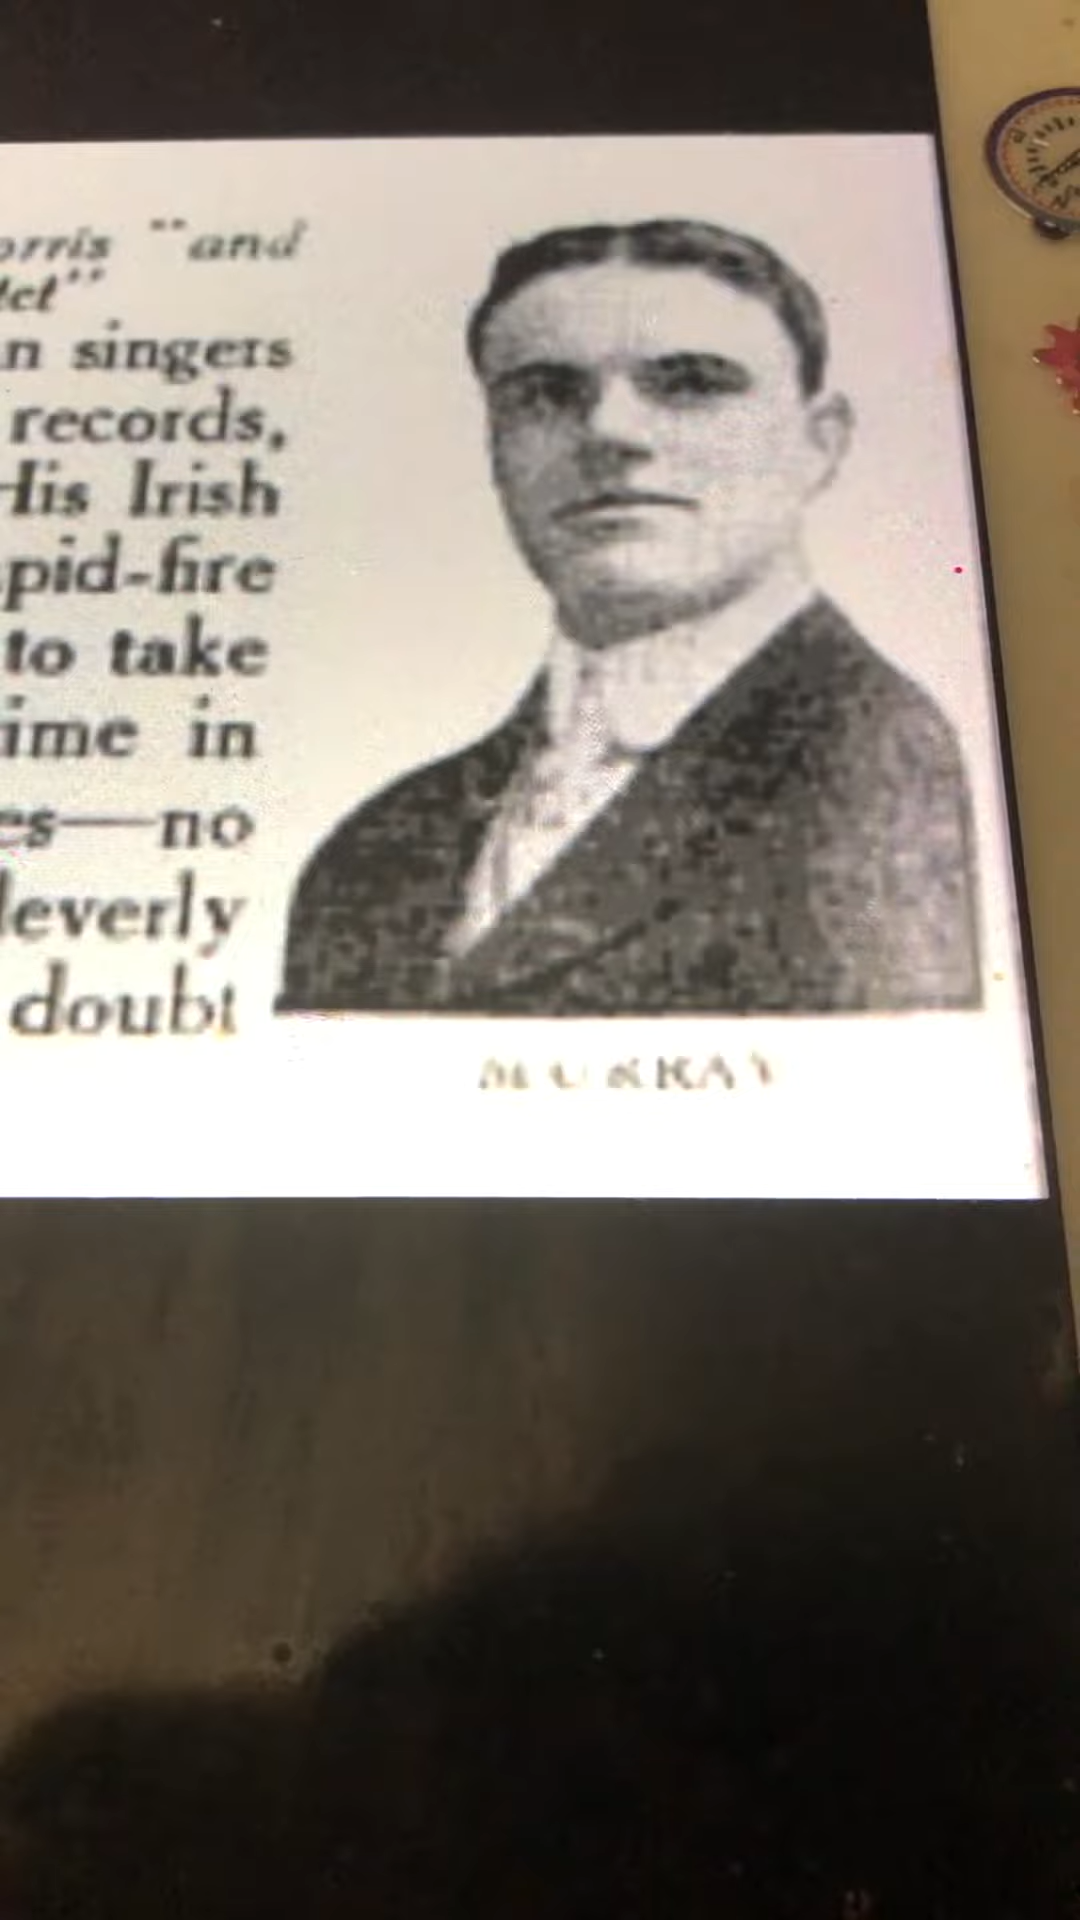 orris "and
let"
n singers
records,
His Irish
pid-fire
to take
ime in
es—no
leverly
doubt
MURRAY